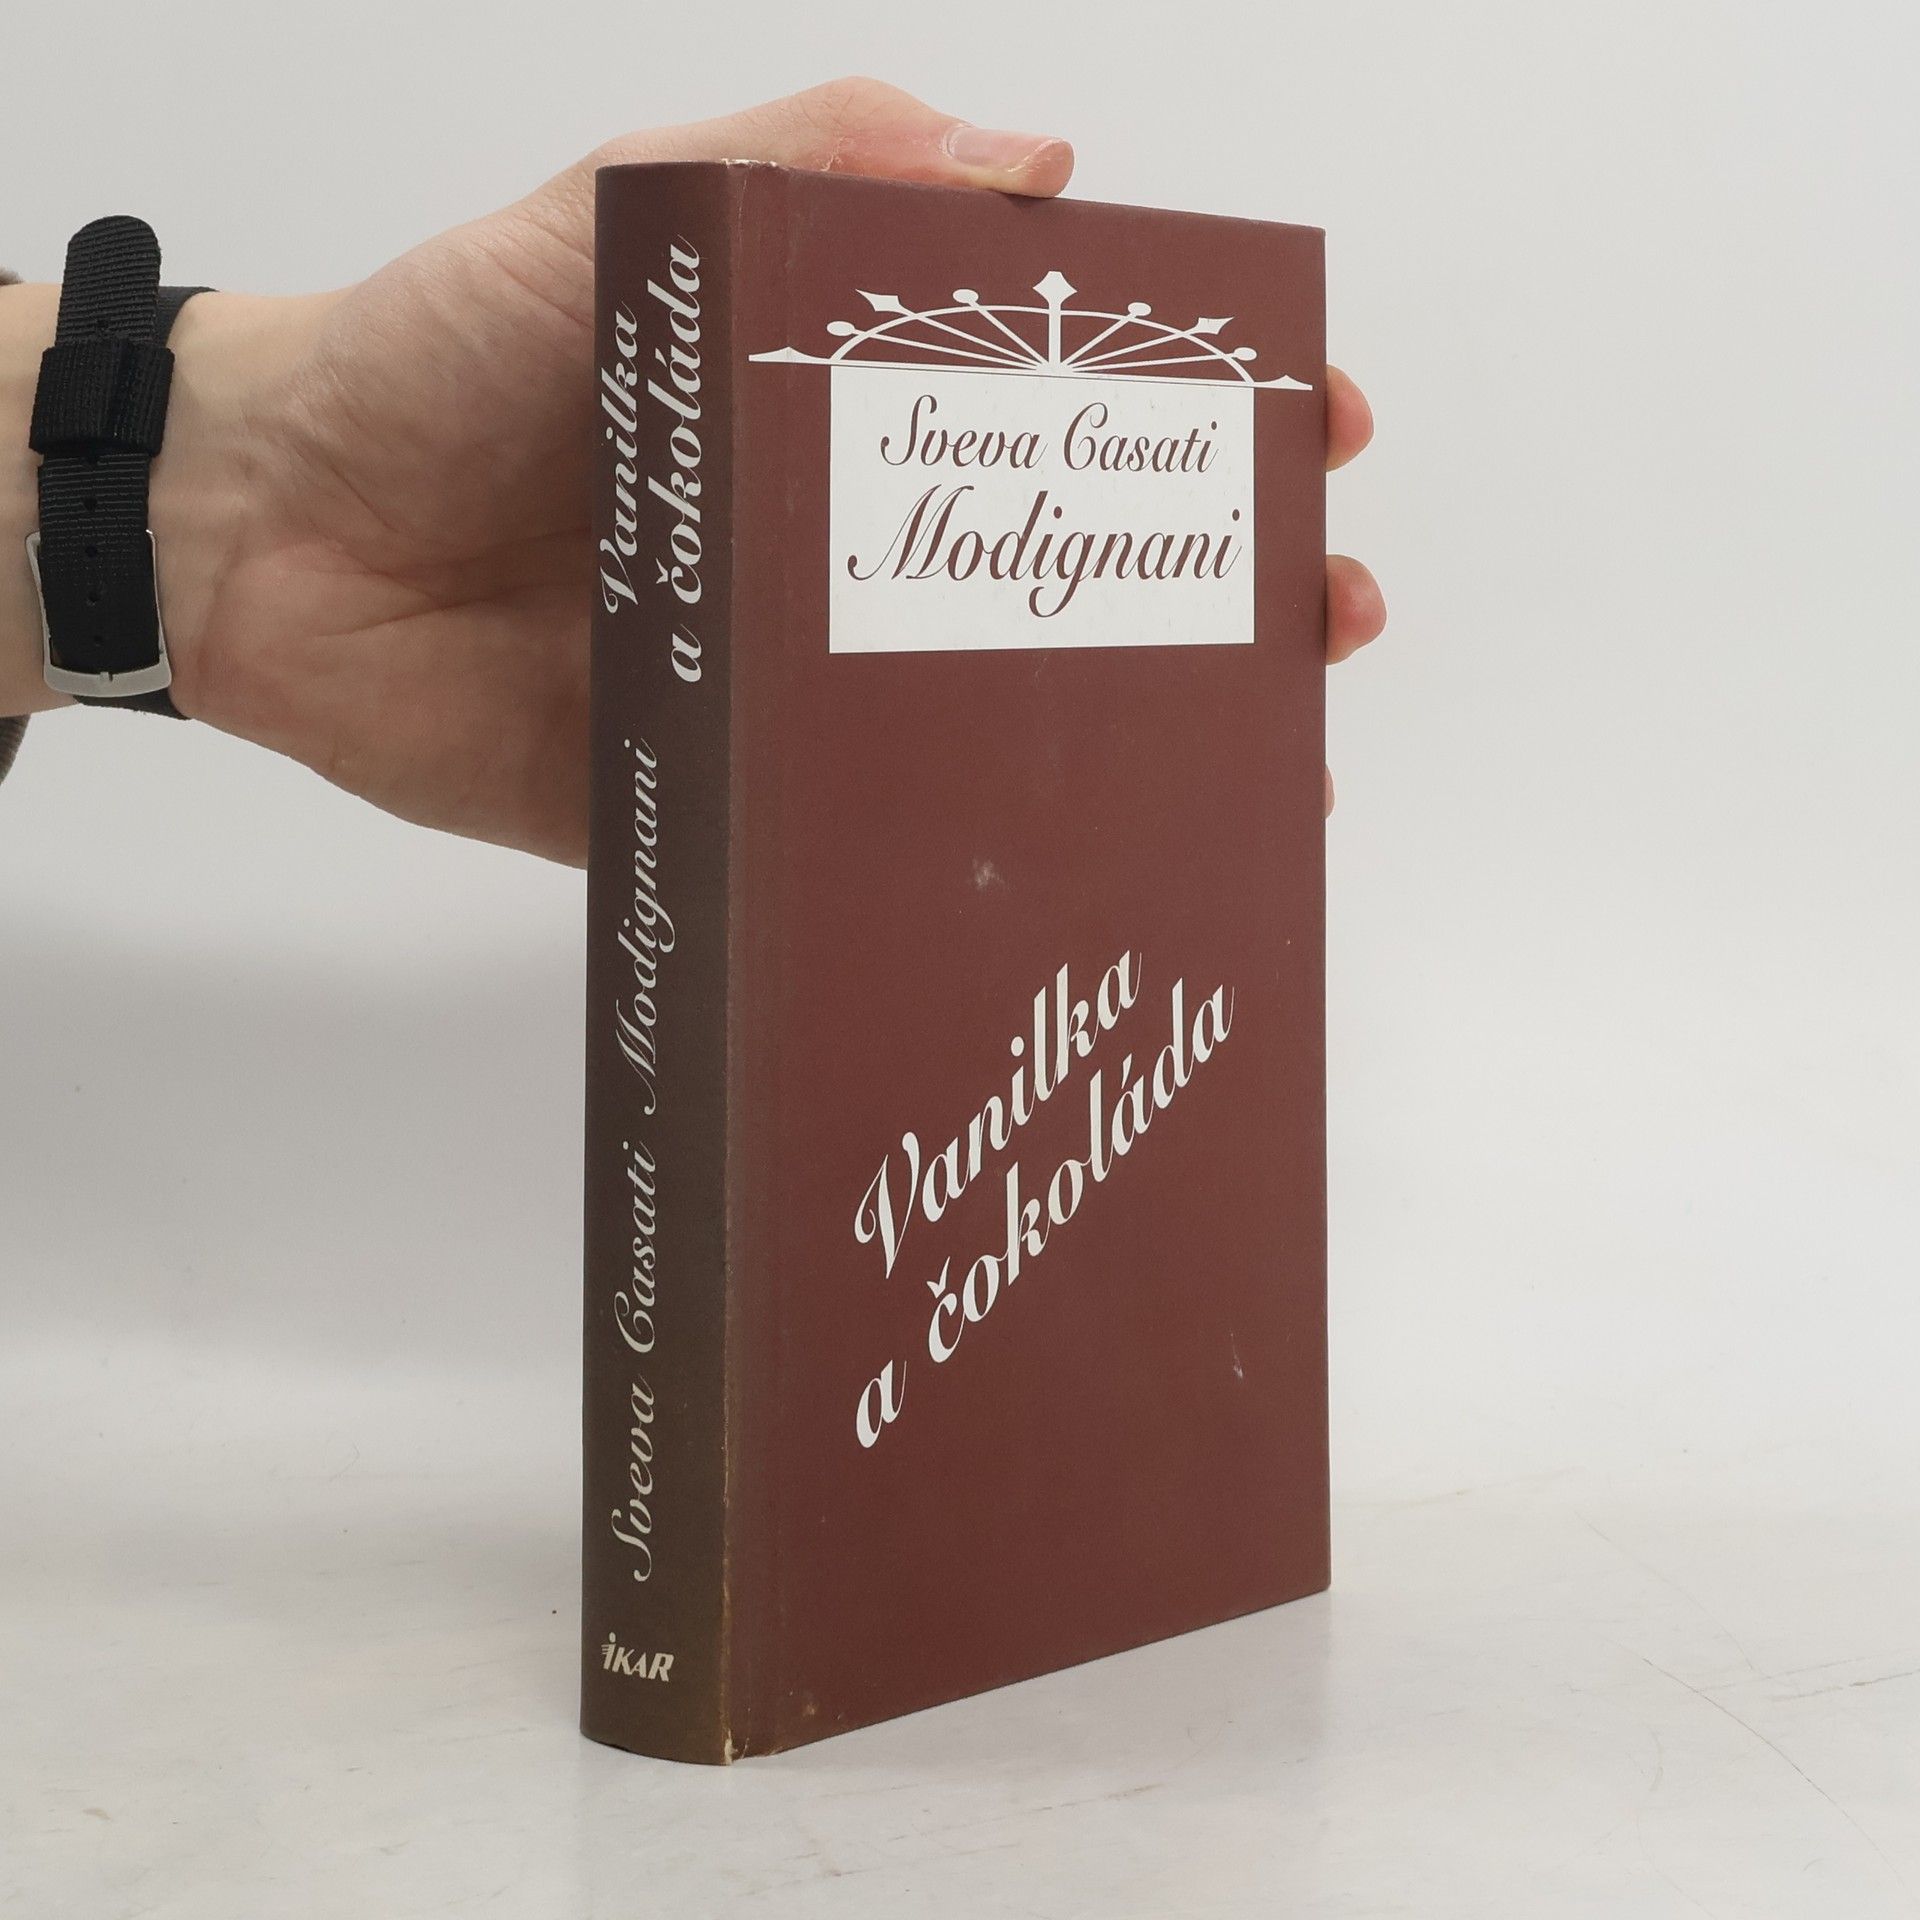 Vanilka
a čokoláda
Sveva Casati Modignani
iKAR
Sveva Casati
Modignani
Vanilka
a čokoláda